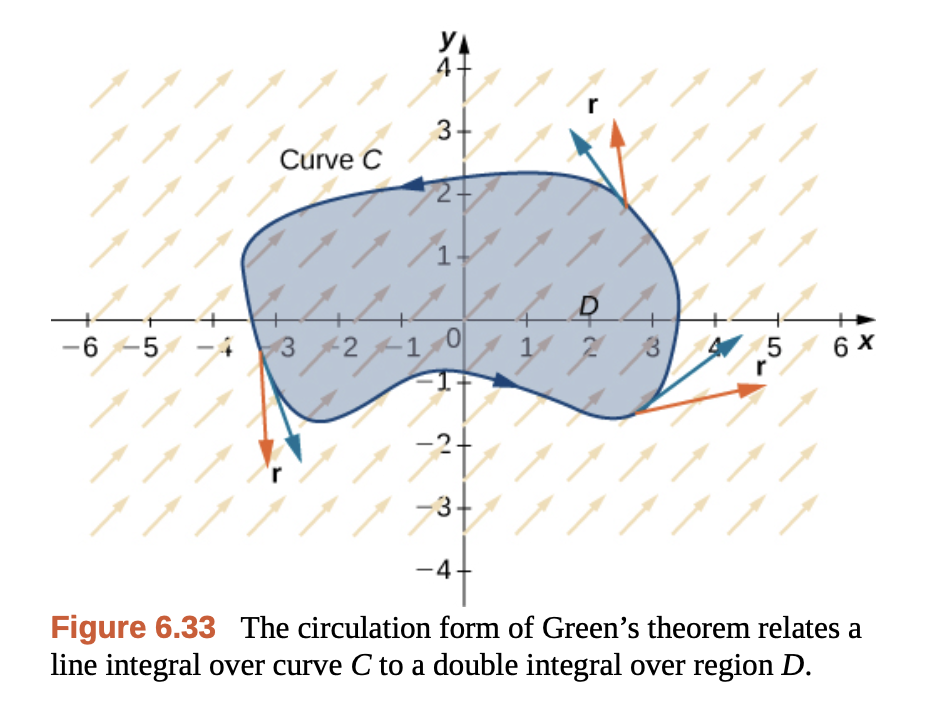 y
4
r
3
Curve C
2
1
D
−6 −5 −4 −3 −2 −1 0 1 2 3 4 5 6 x
r
−1
−2
r
−3
−4
Figure 6.33 The circulation form of Green’s theorem relates a
line integral over curve C to a double integral over region D.